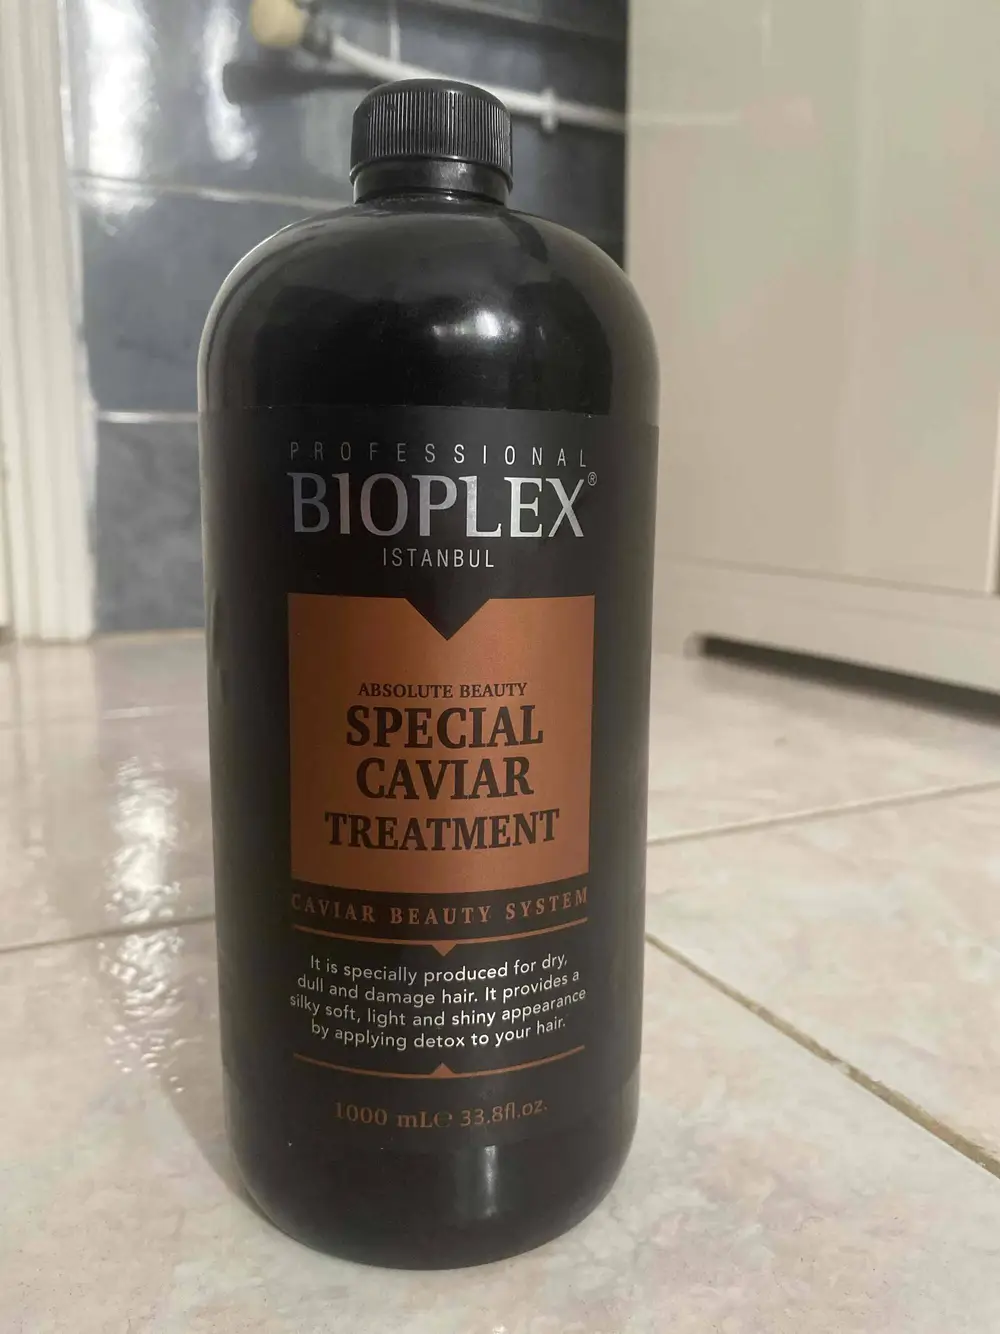 PROFESSIONAL
BIOPLEX®
ISTANBUL
ABSOLUTE BEAUTY
SPECIAL
CAVIAR
TREATMENT
CAVIAR BEAUTY SYSTEM
It is specially produced for dry,
dull and damage hair. It provides a
silky soft, light and shiny appearance
by applying detox to your hair.
1000 mL℮ 33,8fl.oz.